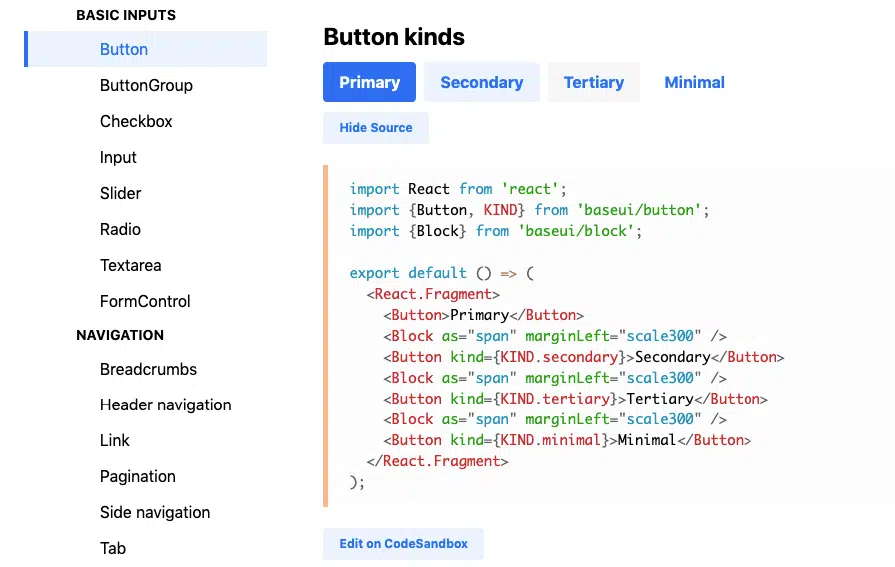 BASIC INPUTS
Button
ButtonGroup
Checkbox
Input
Slider
Radio
Textarea
FormControl
NAVIGATION
Breadcrumbs
Header navigation
Link
Pagination
Side navigation
Tab
Button kinds
Primary Secondary Tertiary Minimal
Hide Source
import React from 'react';
import {Button, KIND} from 'baseui/button';
import {Block} from 'baseui/block';
export default () => (
  <React.Fragment>
    <Button>Primary</Button>
    <Block as="span" marginLeft="scale300" />
    <Button kind={KIND.secondary}>Secondary</Button>
    <Block as="span" marginLeft="scale300" />
    <Button kind={KIND.tertiary}>Tertiary</Button>
    <Block as="span" marginLeft="scale300" />
    <Button kind={KIND.minimal}>Minimal</Button>
  </React.Fragment>
);
Edit on CodeSandbox